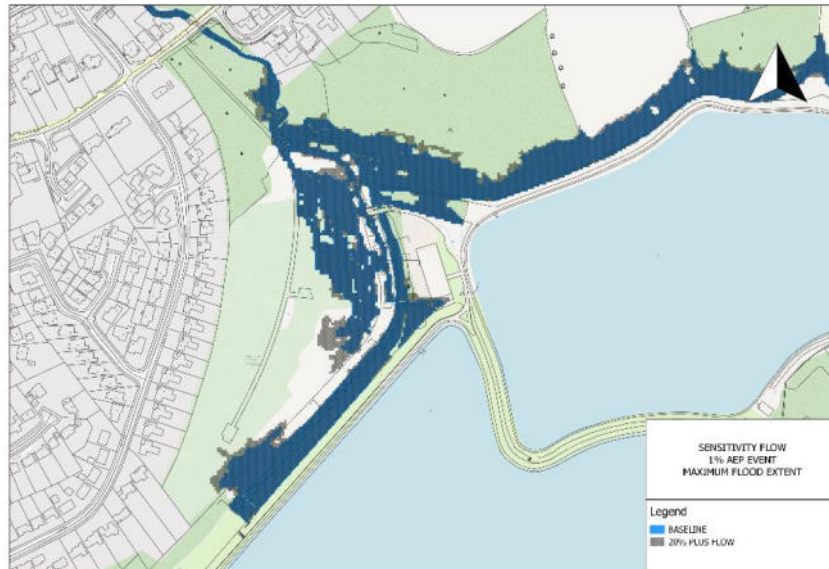 SENSITIVITY FLOW
1% AEP EVENT
MAXIMUM FLOOD EXTENT
Legend
BASELINE
20% PLUS FLOW